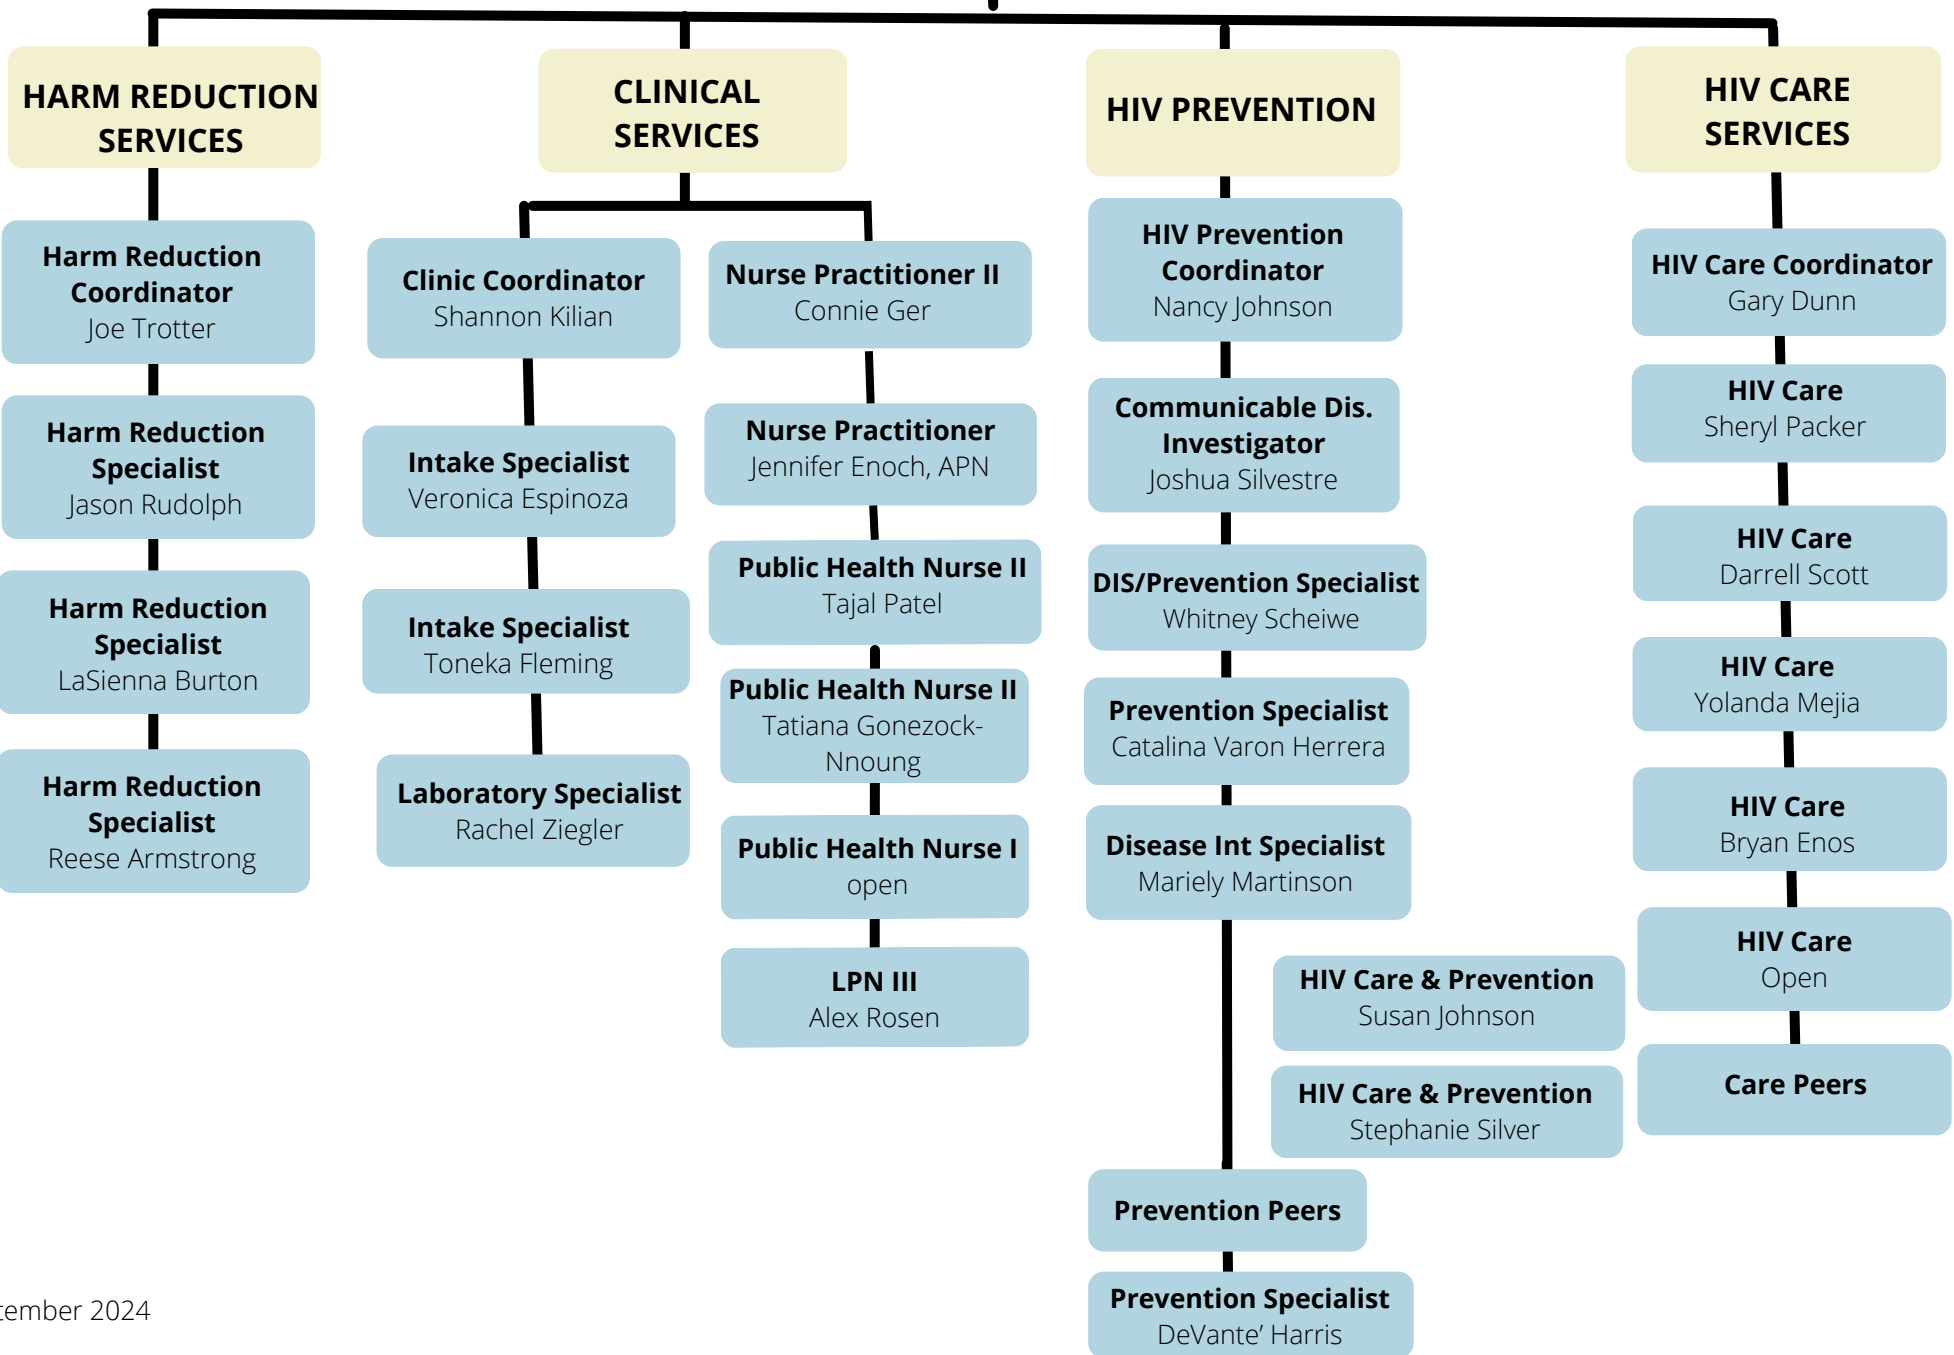 HARM REDUCTION
SERVICES
Harm Reduction
Coordinator
Joe Trotter
Harm Reduction
Specialist
Jason Rudolph
Harm Reduction
Specialist
LaSienna Burton
Harm Reduction
Specialist
Reese Armstrong
CLINICAL
SERVICES
Clinic Coordinator
Shannon Kilian
Intake Specialist
Veronica Espinoza
Intake Specialist
Toneka Fleming
Laboratory Specialist
Rachel Ziegler
Nurse Practitioner II
Connie Ger
Nurse Practitioner
Jennifer Enoch, APN
Public Health Nurse II
Tajal Patel
Public Health Nurse II
Tatiana Gonezock-
Nnoung
Public Health Nurse I
open
LPN III
Alex Rosen
HIV PREVENTION
HIV Prevention
Coordinator
Nancy Johnson
Communicable Dis.
Investigator
Joshua Silvestre
DIS/Prevention Specialist
Whitney Scheiwe
Prevention Specialist
Catalina Varon Herrera
Disease Int Specialist
Mariely Martinson
HIV Care & Prevention
Susan Johnson
HIV Care & Prevention
Stephanie Silver
Prevention Peers
Prevention Specialist
DeVante’ Harris
HIV CARE
SERVICES
HIV Care Coordinator
Gary Dunn
HIV Care
Sheryl Packer
HIV Care
Darrell Scott
HIV Care
Yolanda Mejia
HIV Care
Bryan Enos
HIV Care
Open
Care Peers
tember 2024